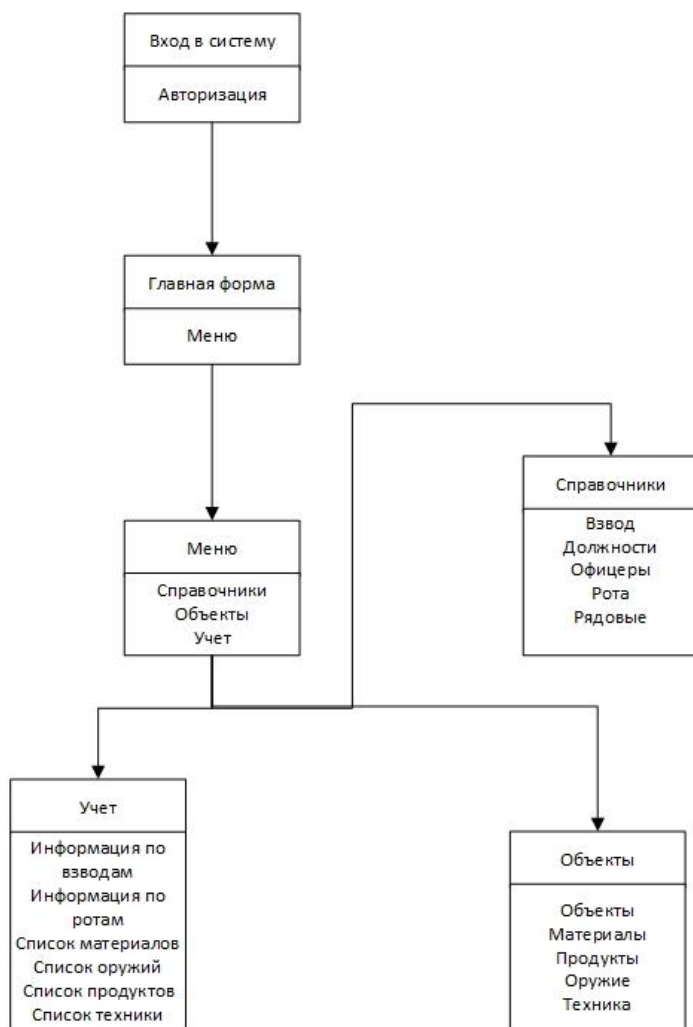 Вход в систему
Авторизация
Главная форма
Меню
Меню
Справочники
Объекты
Учет
Справочники
Взвод
Должности
Офицеры
Рота
Рядовые
Учет
Информация по
взводам
Информация по
ротам
Список материалов
Список оружий
Список продуктов
Список техники
Объекты
Объекты
Материалы
Продукты
Оружие
Техника